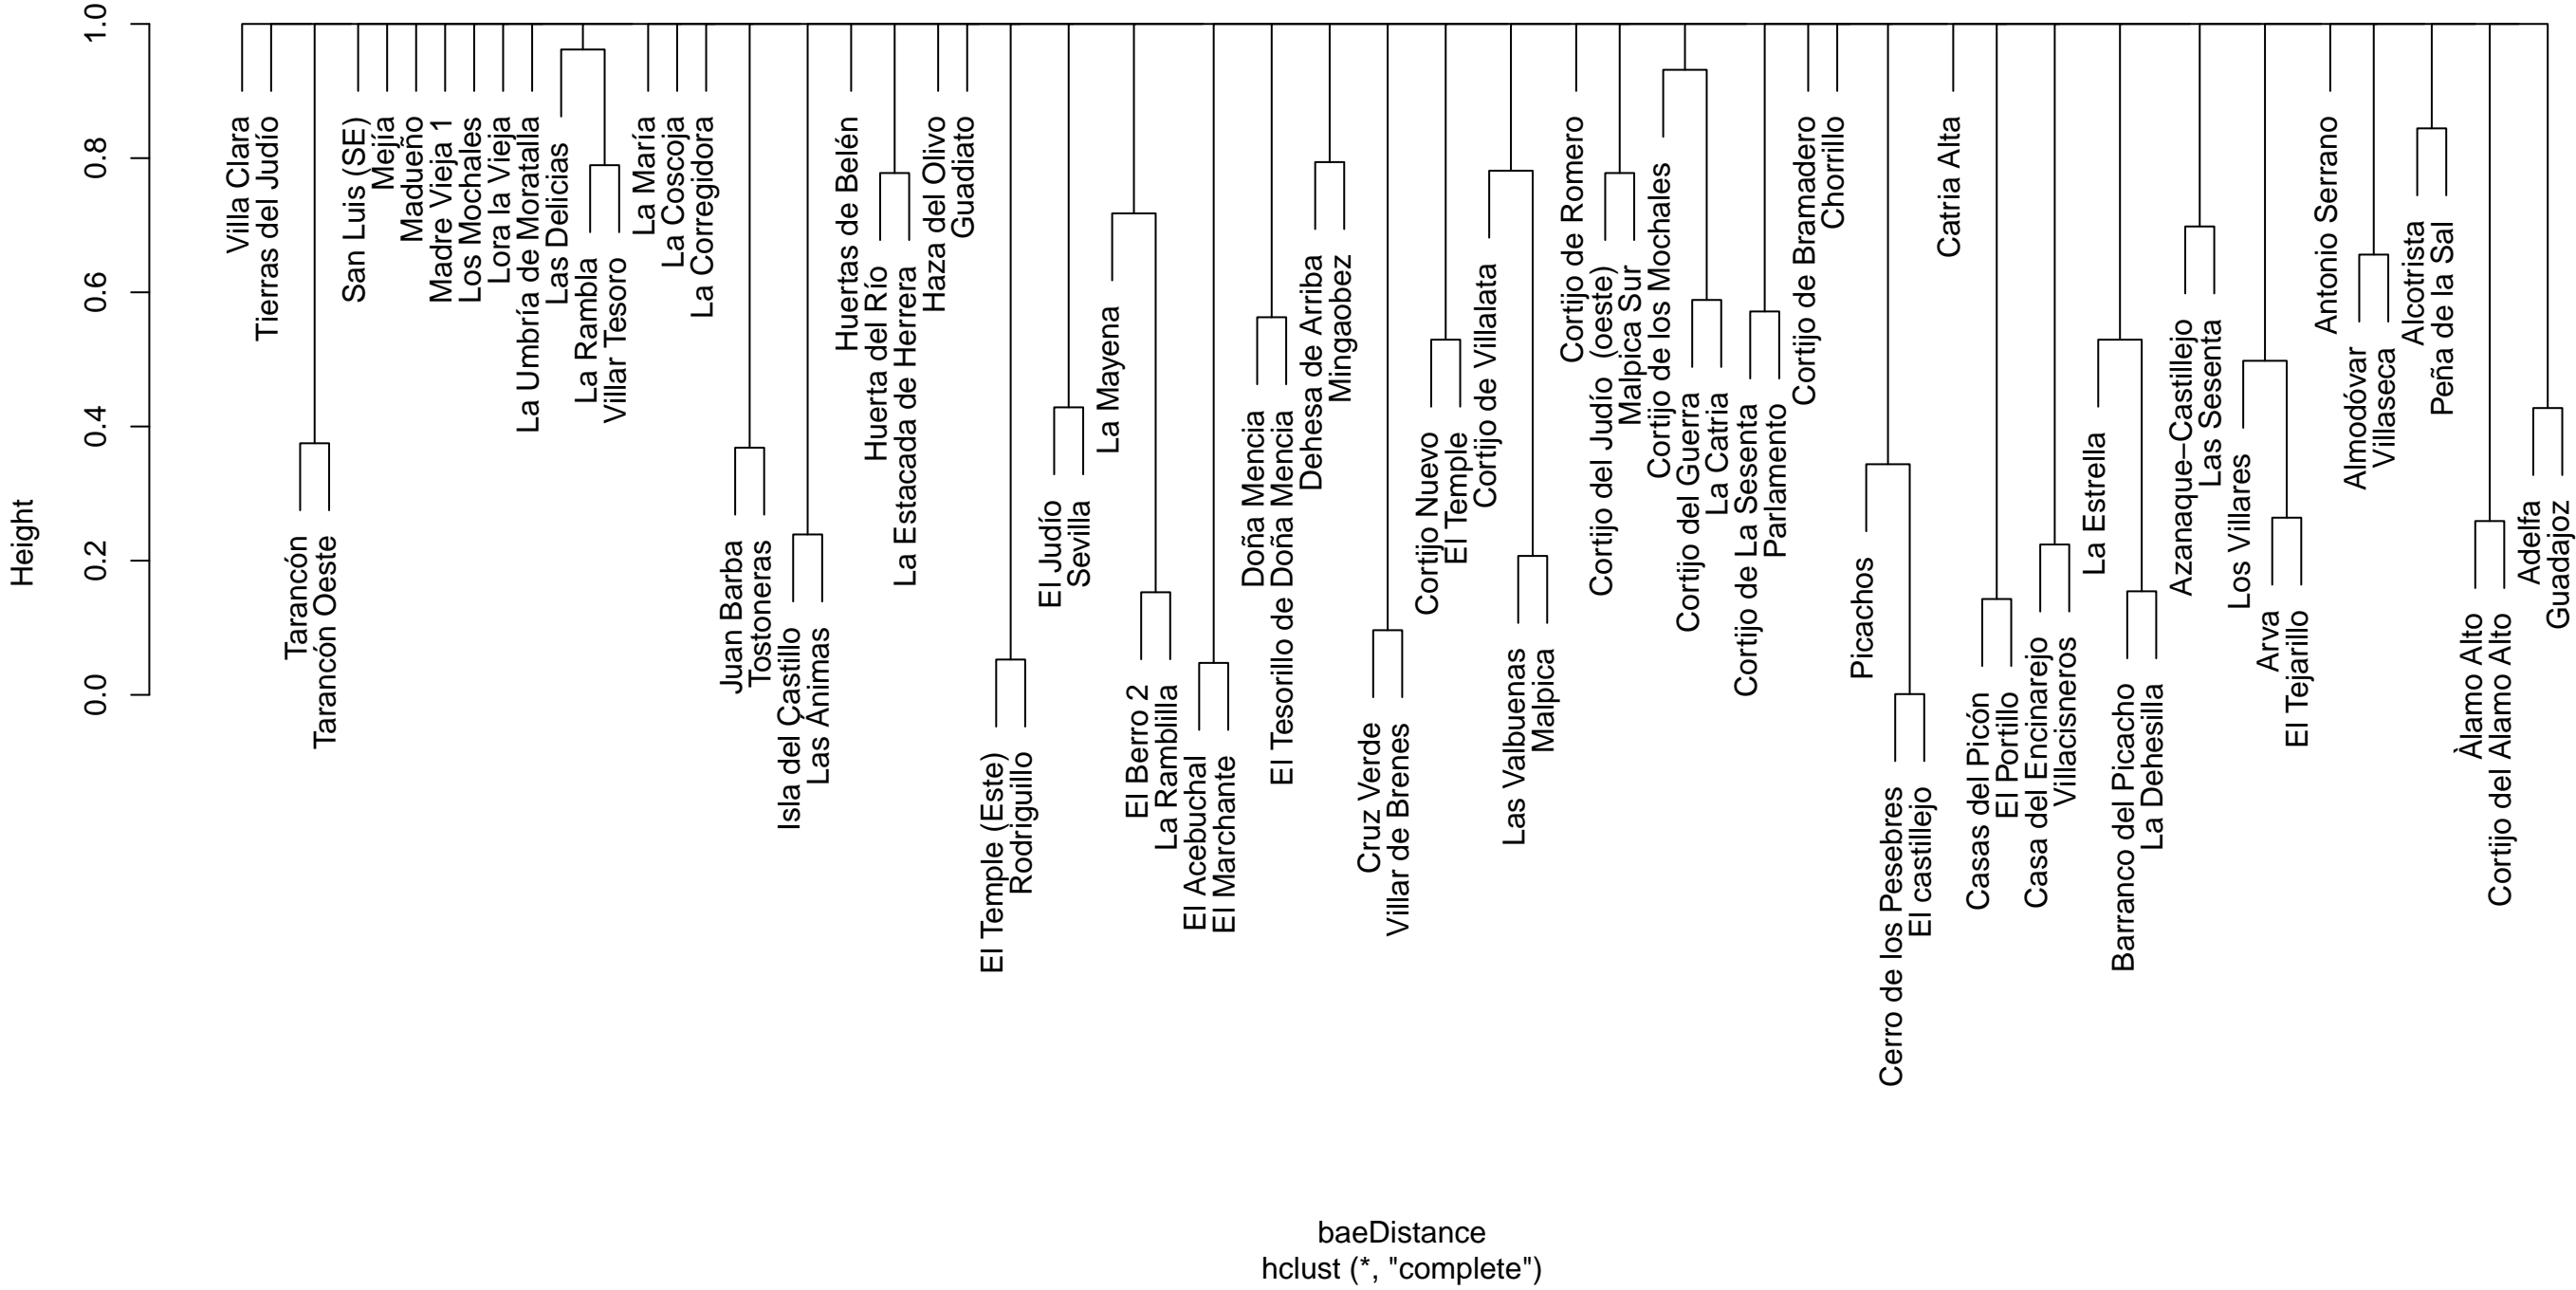 Height
1.0
0.8
0.6
0.4
0.2
0.0
Villa Clara
Tierras del Judío
Tarancón
Tarancón Oeste
San Luis (SE)
Mejía
Madueño
Madre Vieja 1
Los Mochales
Lora la Vieja
La Umbría de Moratalla
Las Delicias
La Rambla
Villar Tesoro
La María
La Coscoja
La Corregidora
Juan Barba
Tostoneras
Isla del Castillo
Las Ánimas
Huertas de Belén
Huerta del Río
La Estacada de Herrera
Haza del Olivo
Guadiato
El Temple (Este)
Rodriguillo
El Judío
Sevilla
La Mayena
El Berro 2
La Ramblilla
El Acebuchal
El Marchante
Doña Mencia
El Tesorillo de Doña Mencia
Dehesa de Arriba
Mingaobez
Cruz Verde
Villar de Brenes
Cortijo Nuevo
El Temple
Cortijo de Villalata
Las Valbuenas
Malpica
Cortijo de Romero
Cortijo del Judío  (oeste)
Malpica Sur
Cortijo de los Mochales
Cortijo del Guerra
La Catria
Cortijo de La Sesenta
Parlamento
Cortijo de Bramadero
Chorrillo
Picachos
Cerro de los Pesebres
El castillejo
Catria Alta
Casas del Picón
El Portillo
Casa del Encinarejo
Villacisneros
La Estrella
Barranco del Picacho
La Dehesilla
Azanaque−Castillejo
Las Sesenta
Los Villares
Arva
El Tejarillo
Antonio Serrano
Almodóvar
Villaseca
Alcotrista
Peña de la Sal
Àlamo Alto
Cortijo del Alamo Alto
Adelfa
Guadajoz
baeDistance
hclust (*, "complete")